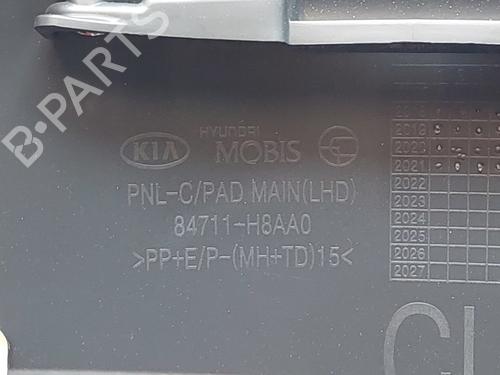 B-PARTS
KIA
HYUNDAI
MOBIS
PNL-C/PAD MAIN(LHD)
84711-H8AA0
>PP+E/P-(MH+TD)15<
2018
2019
2020
2021
2022
2023
2024
2025
2026
2027